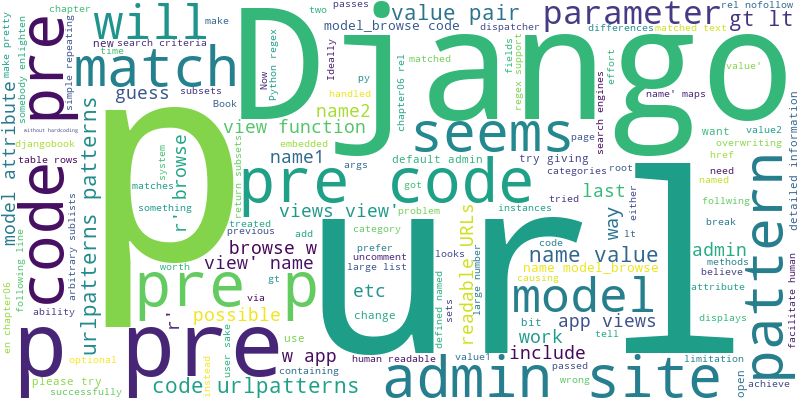 Django
url
p
pre
match
will
pre code
seems
parameter
value pair
gt lt
model_browse code
dispatcher
passes
two
rel nofollow
make
chapter
new
search criteria
time
make pretty
somebody enlighten
simple repeating
subsets
Book
guess
Now
Ideally
Python regex
handled
py
matched
chapter06 rel
fields
regex support
differences
matched text
effort
name' maps
value'
search engines
page
value2
overwriting
want
href
need
named
follwing
break
root
lt
either
categories
try giving
default admin
args
got
embedded
name2
view function
name1
return subsets
r' browse
matches
system
something
treated
previous
views view'
instances
tried
last
way
problem
category
add
prefer
uncomment
large list
looks
gt
worth
browse w
view' name
possible
via
etc
change
human readable
defined named
sets
readable URLs
large number
causing
code
name value
name model_browse
model
app views
bit
work
tell
include
wrong
passed
value1
admin site
admin
methods
believe
attribute
displays
limitation
achieve
open
pattern
detailed information
facilitate human
without hardcoding
djangobook
table rows
model attribute
code pre
arbitrary sublists
following line
en chapter06
ability
optional
please try
successfully
urlpatterns patterns
pre p
p pre
r'
code urlpatterns
instead
user sake
use
containing
w app